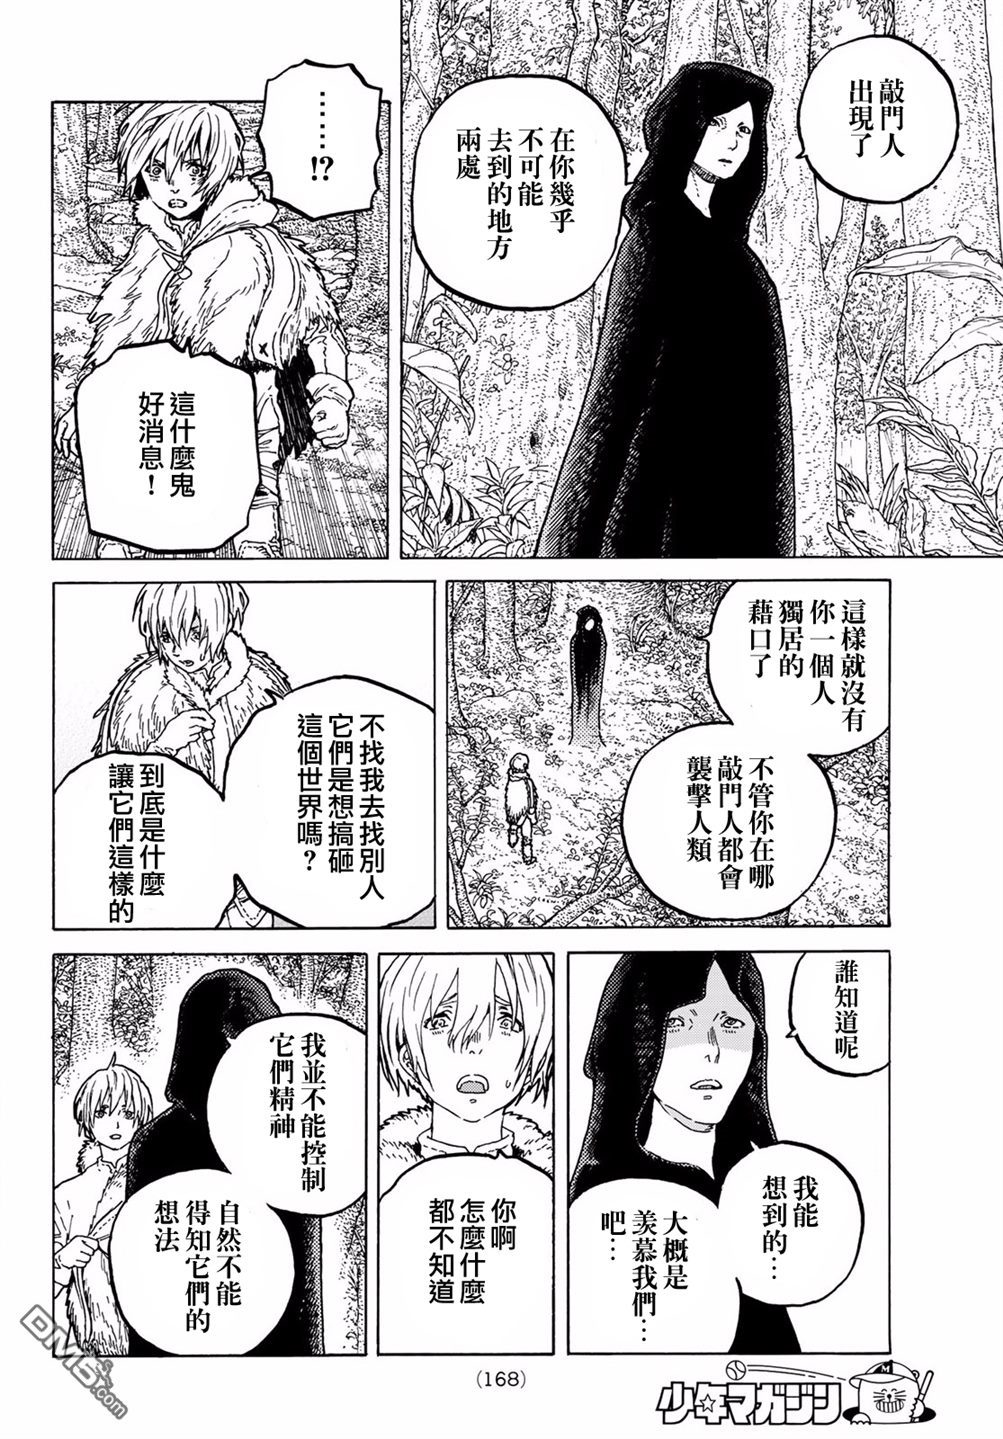 敲門人
出現了
在你幾乎
不可能
去到的地方
兩處
……
!?
這什麼鬼
好消息！
這樣就沒有
你一個人
獨居的
藉口了
不管你在哪
敲門人都會
襲擊人類
不找我去找別人
它們是想搞砸
這個世界嗎？
到底是什麼
讓它們這樣的
誰知道呢
我能
想到的…
大概是
羨慕我們…
吧…
你啊
怎麼什麼
都不知道
我並不能控制
它們精神
自然不能
得知它們的
想法
(168)
少年マガジン
DM5.com